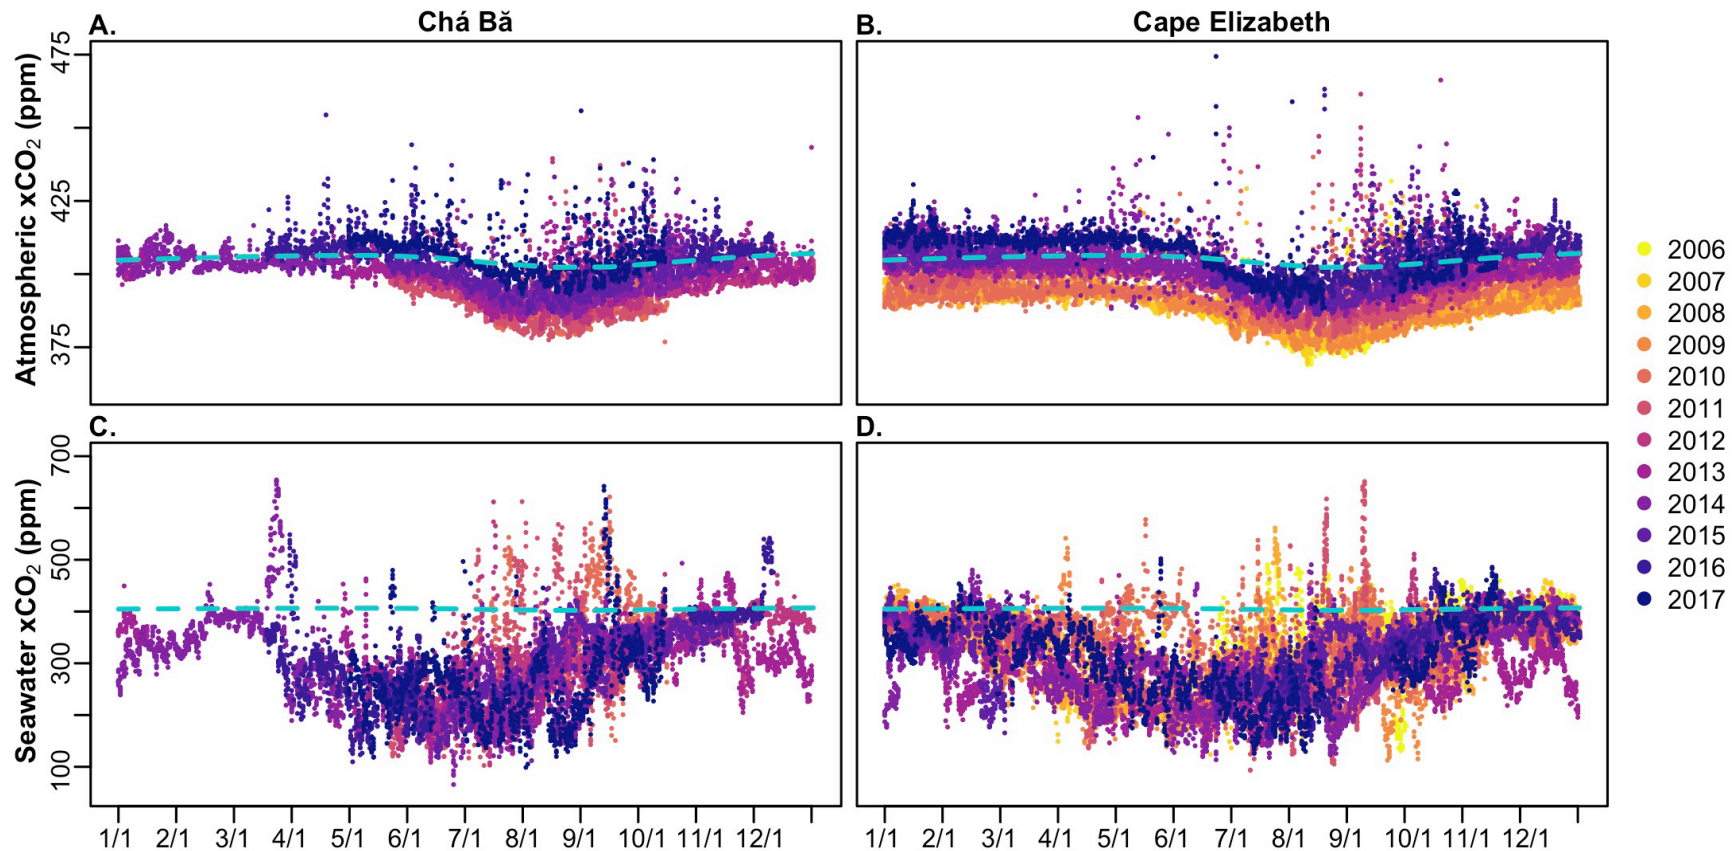 A.
Chá Bă
B.
Cape Elizabeth
Atmospheric xCO₂ (ppm)
475
425
375
C.
D.
Seawater xCO₂ (ppm)
700
500
300
100
1/1 2/1 3/1 4/1 5/1 6/1 7/1 8/1 9/1 10/1 11/1 12/1
1/1 2/1 3/1 4/1 5/1 6/1 7/1 8/1 9/1 10/1 11/1 12/1
2006
2007
2008
2009
2010
2011
2012
2013
2014
2015
2016
2017